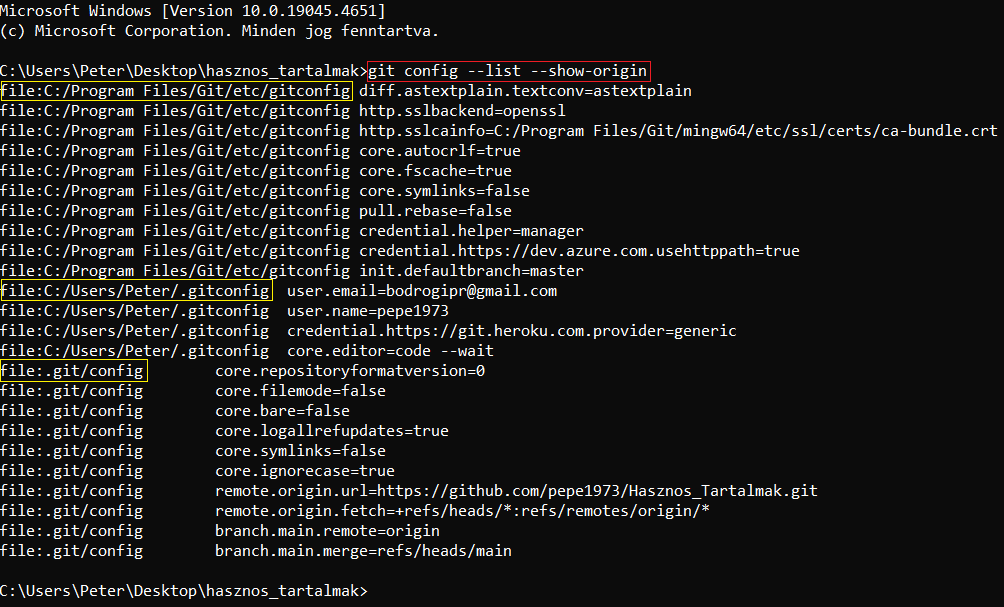 Microsoft Windows [Version 10.0.19045.4651]
(c) Microsoft Corporation. Minden jog fenntartva.
C:\Users\Peter\Desktop\hasznos_tartalmak>git config --list --show-origin
file:C:/Program Files/Git/etc/gitconfig diff.astextplain.textconv=astextplain
file:C:/Program Files/Git/etc/gitconfig http.sslbackend=openssl
file:C:/Program Files/Git/etc/gitconfig http.sslcainfo=C:/Program Files/Git/mingw64/etc/ssl/certs/ca-bundle.crt
file:C:/Program Files/Git/etc/gitconfig core.autocrlf=true
file:C:/Program Files/Git/etc/gitconfig core.fscache=true
file:C:/Program Files/Git/etc/gitconfig core.symlinks=false
file:C:/Program Files/Git/etc/gitconfig pull.rebase=false
file:C:/Program Files/Git/etc/gitconfig credential.helper=manager
file:C:/Program Files/Git/etc/gitconfig credential.https://dev.azure.com.usehttppath=true
file:C:/Program Files/Git/etc/gitconfig init.defaultbranch=master
file:C:/Users/Peter/.gitconfig  user.email=bodrogipr@gmail.com
file:C:/Users/Peter/.gitconfig  user.name=pepe1973
file:C:/Users/Peter/.gitconfig  credential.https://git.heroku.com.provider=generic
file:C:/Users/Peter/.gitconfig  core.editor=code --wait
file:.git/config        core.repositoryformatversion=0
file:.git/config        core.filemode=false
file:.git/config        core.bare=false
file:.git/config        core.logallrefupdates=true
file:.git/config        core.symlinks=false
file:.git/config        core.ignorecase=true
file:.git/config        remote.origin.url=https://github.com/pepe1973/Hasznos_Tartalmak.git
file:.git/config        remote.origin.fetch=+refs/heads/*:refs/remotes/origin/*
file:.git/config        branch.main.remote=origin
file:.git/config        branch.main.merge=refs/heads/main
C:\Users\Peter\Desktop\hasznos_tartalmak>